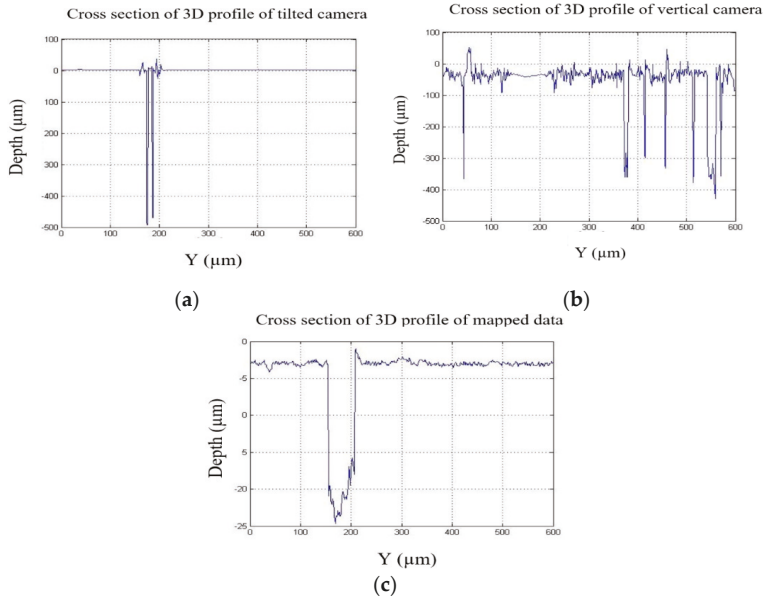 Cross section of 3D profile of tilted camera
100
0
100
200
300
-400
-500
Depth (µm)
0 100 200 300 400 500 600
Y (µm)
(a)
Cross section of 3D profile of vertical camera
100
0
-100
-200
-300
-400
-500
Depth (µm)
0 100 200 300 400 500 600
Y (µm)
(b)
Cross section of 3D profile of mapped data
0
-5
0
5
-20
-25
Depth (µm)
0 100 200 300 400 500 600
Y (µm)
(c)